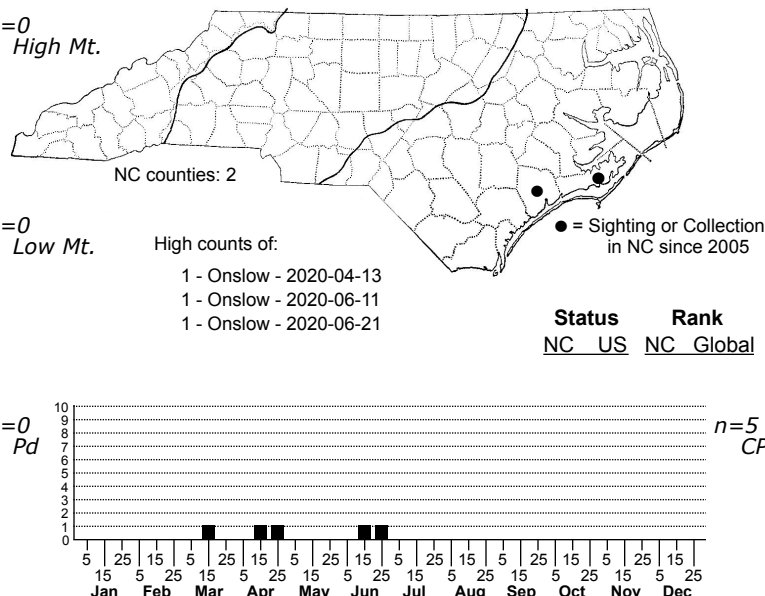 =0
High Mt.
NC counties: 2
=0
Low Mt.
High counts of:
1 - Onslow - 2020-04-13
1 - Onslow - 2020-06-11
1 - Onslow - 2020-06-21
● = Sighting or Collection
in NC since 2005
Status Rank
NC US NC Global
=0
Pd
n=5
CP
10
9
8
7
6
5
4
3
2
1
0
5 25 15 5 25 15 5 25 15 5 25 15 5 25 15 5 25 15
15 5 25 15 5 25 15 5 25 15 5 25 15 5 25 15 5 25
Jan Feb Mar Apr May Jun Jul Aug Sep Oct Nov Dec